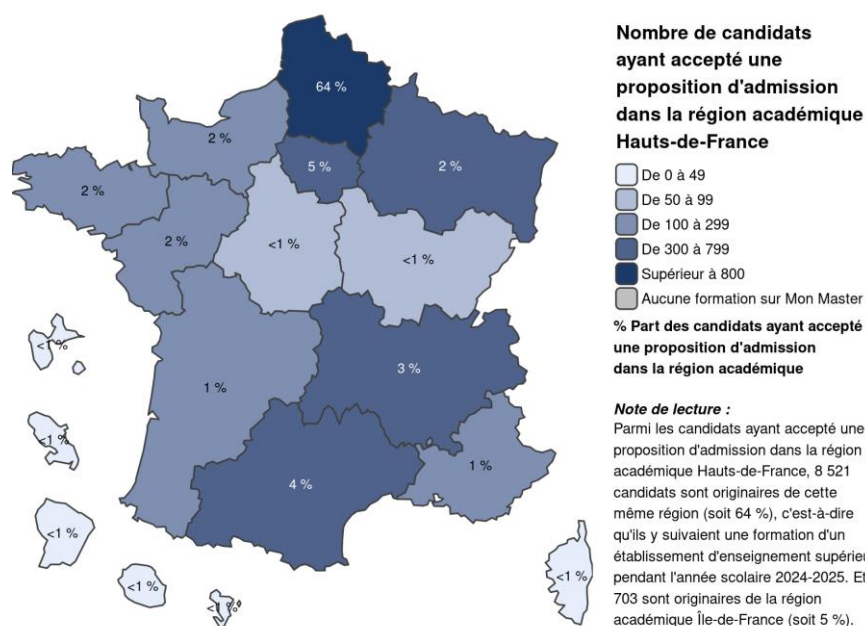 Nombre de candidats
ayant accepté une
proposition d'admission
dans la région académique
Hauts-de-France
De 0 à 49
De 50 à 99
De 100 à 299
De 300 à 799
Supérieur à 800
Aucune formation sur Mon Master
% Part des candidats ayant accepté
une proposition d'admission
dans la région académique
Note de lecture :
Parmi les candidats ayant accepté une
proposition d'admission dans la région
académique Hauts-de-France, 8 521
candidats sont originaires de cette
même région (soit 64 %), c'est-à-dire
qu'ils y suivaient une formation d'un
établissement d'enseignement supérieu
pendant l'année scolaire 2024-2025. Et
703 sont originaires de la région
académique Île-de-France (soit 5 %).
64 %
2 %
5 %
2 %
2 %
2 %
<1 %
<1 %
<1 %
3 %
1 %
<1 %
1 %
4 %
<1 %
<1 %
<1 %
<1 %